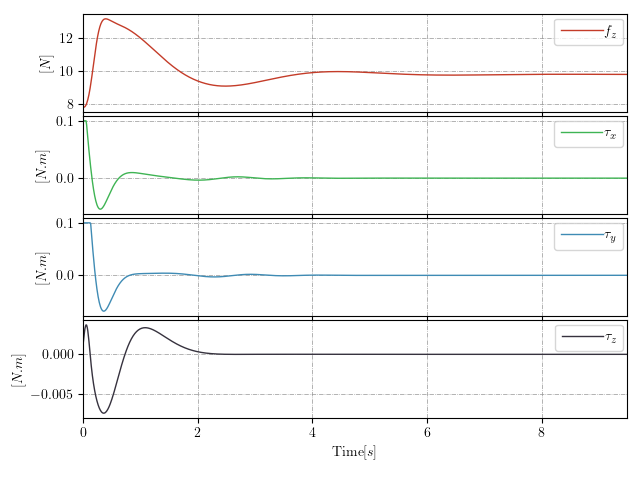 12
10
8
[N]
f_z
0.1
0.0
[N.m]
τ_x
0.1
0.0
[N.m]
τ_y
0.000
−0.005
[N.m]
τ_z
0 2 4 6 8
Time[s]